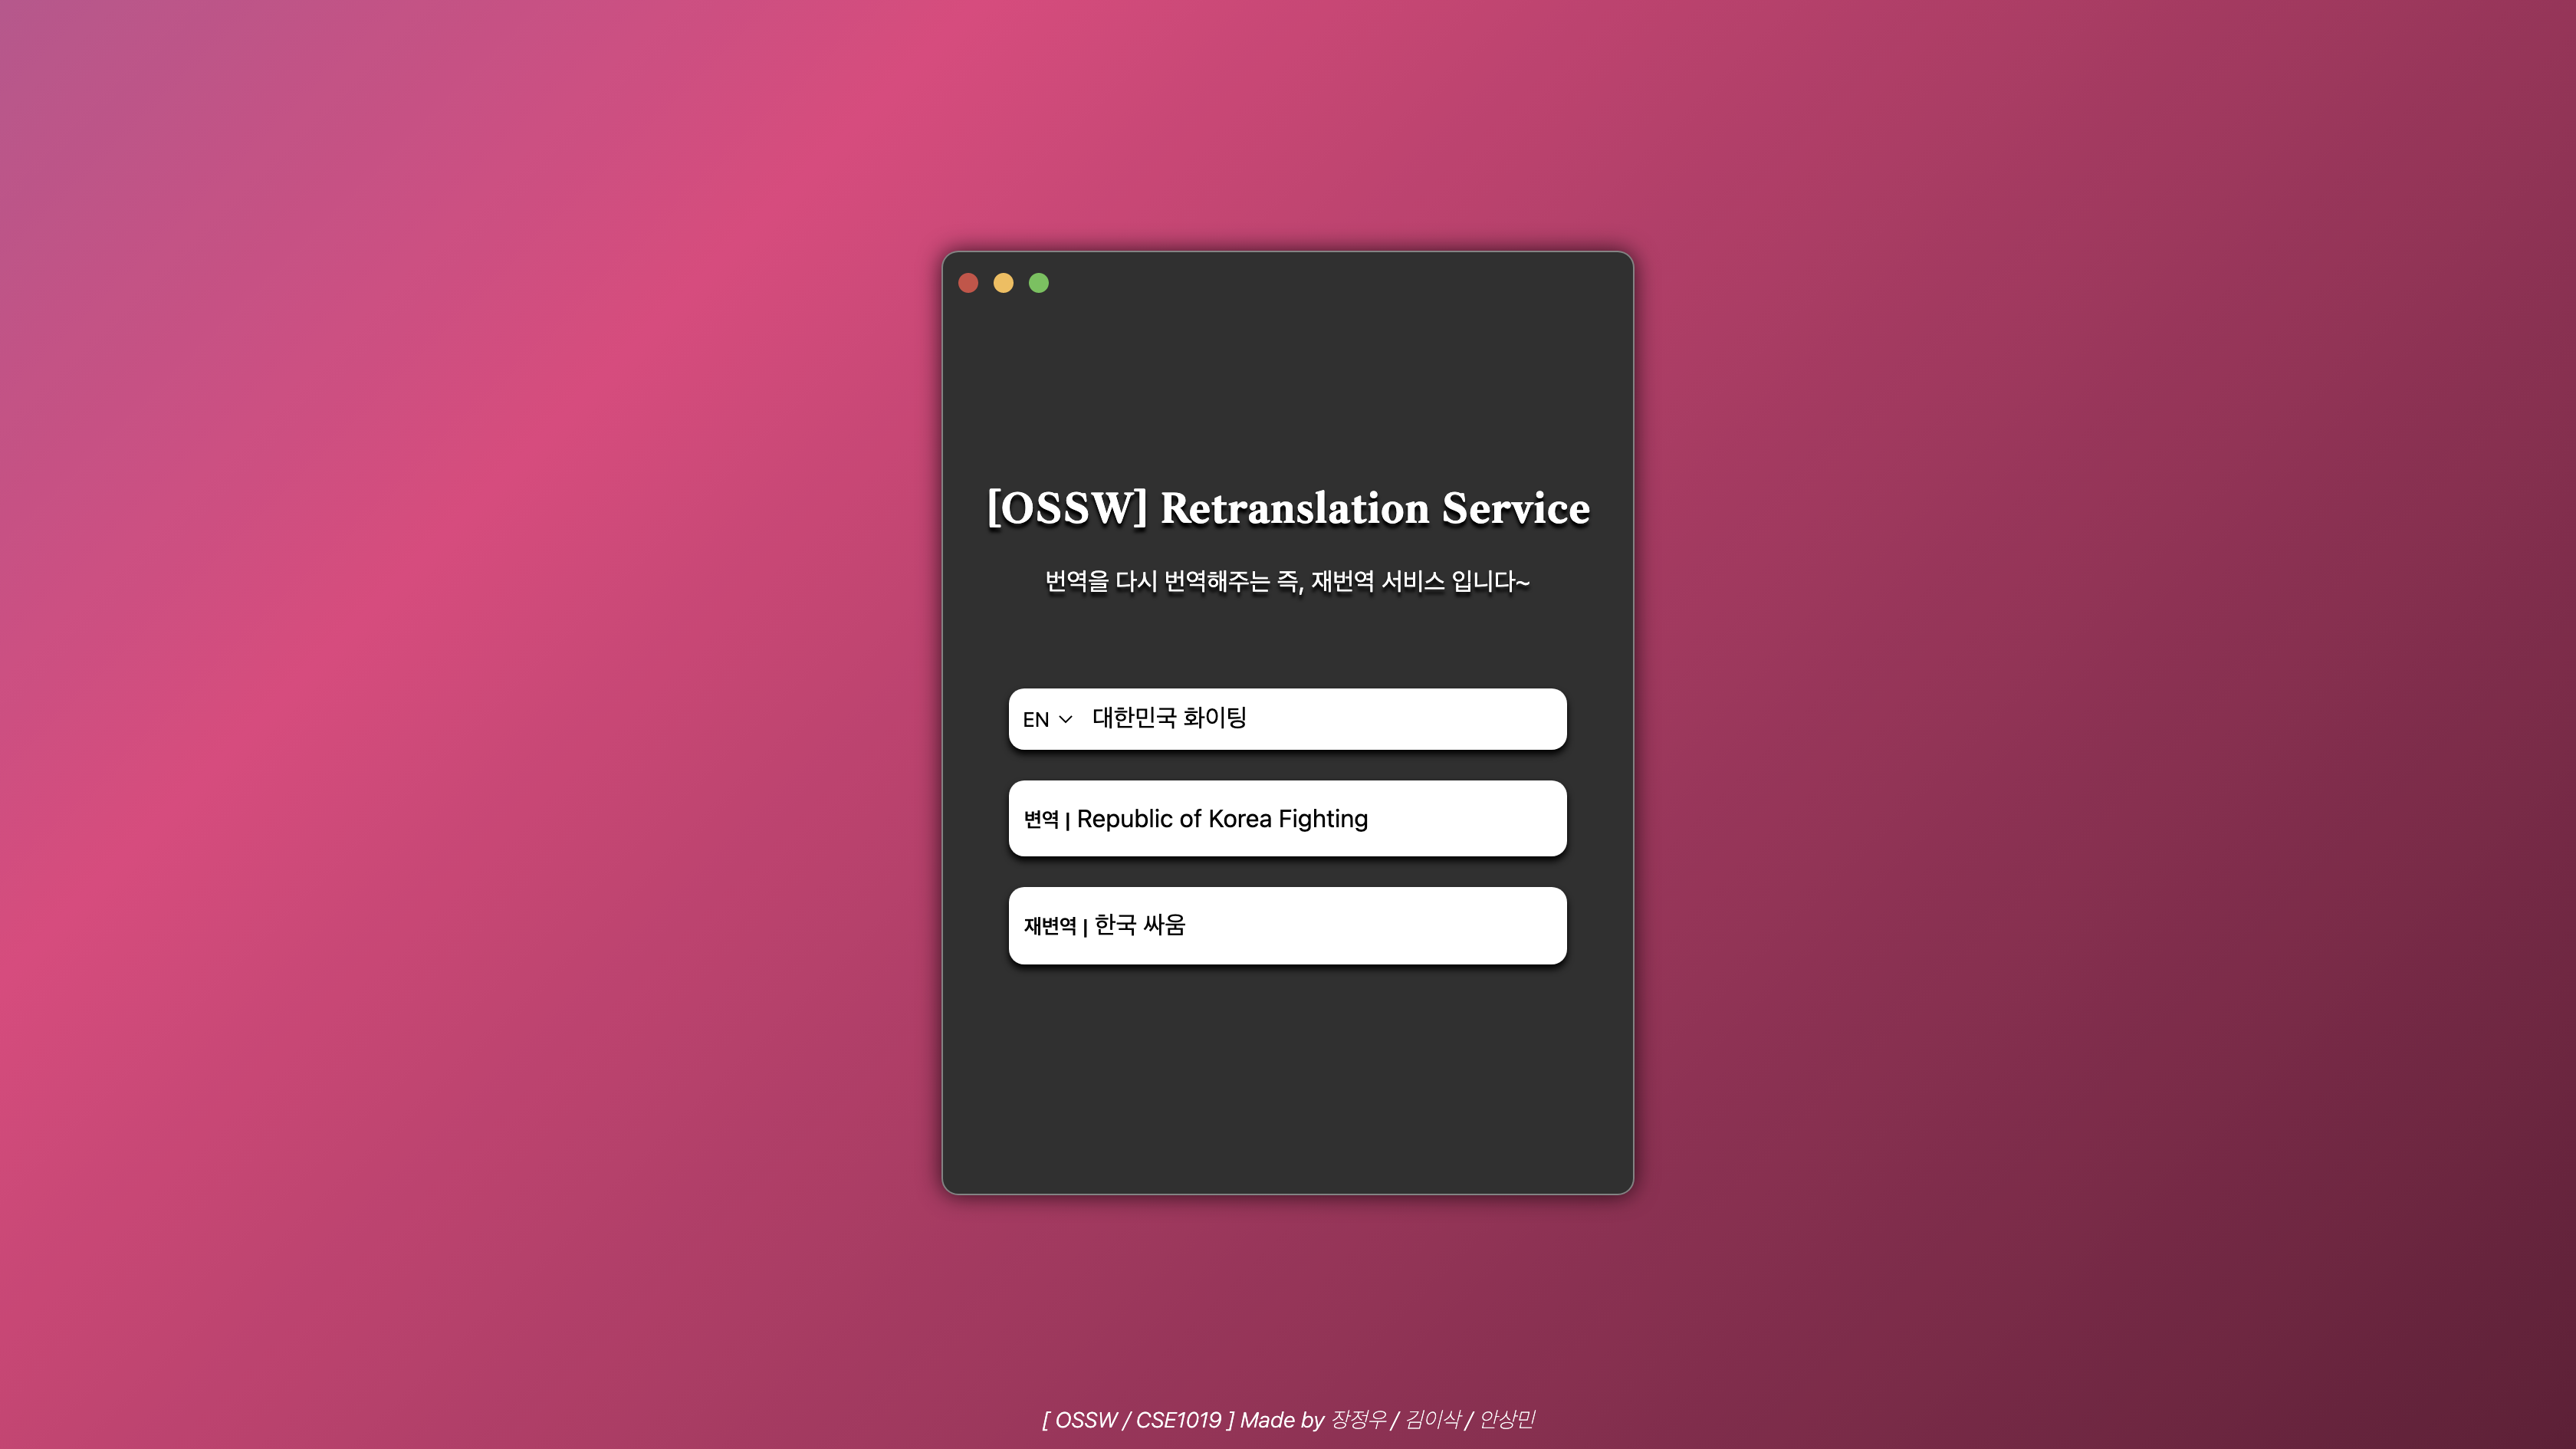 [OSSW] Retranslation Service
번역을 다시 번역해주는 즉, 재번역 서비스 입니다~
EN 대한민국 화이팅
변역 | Republic of Korea Fighting
재변역 | 한국 싸움
[ OSSW / CSE1019 ] Made by 장정우 / 김이삭 / 안상민